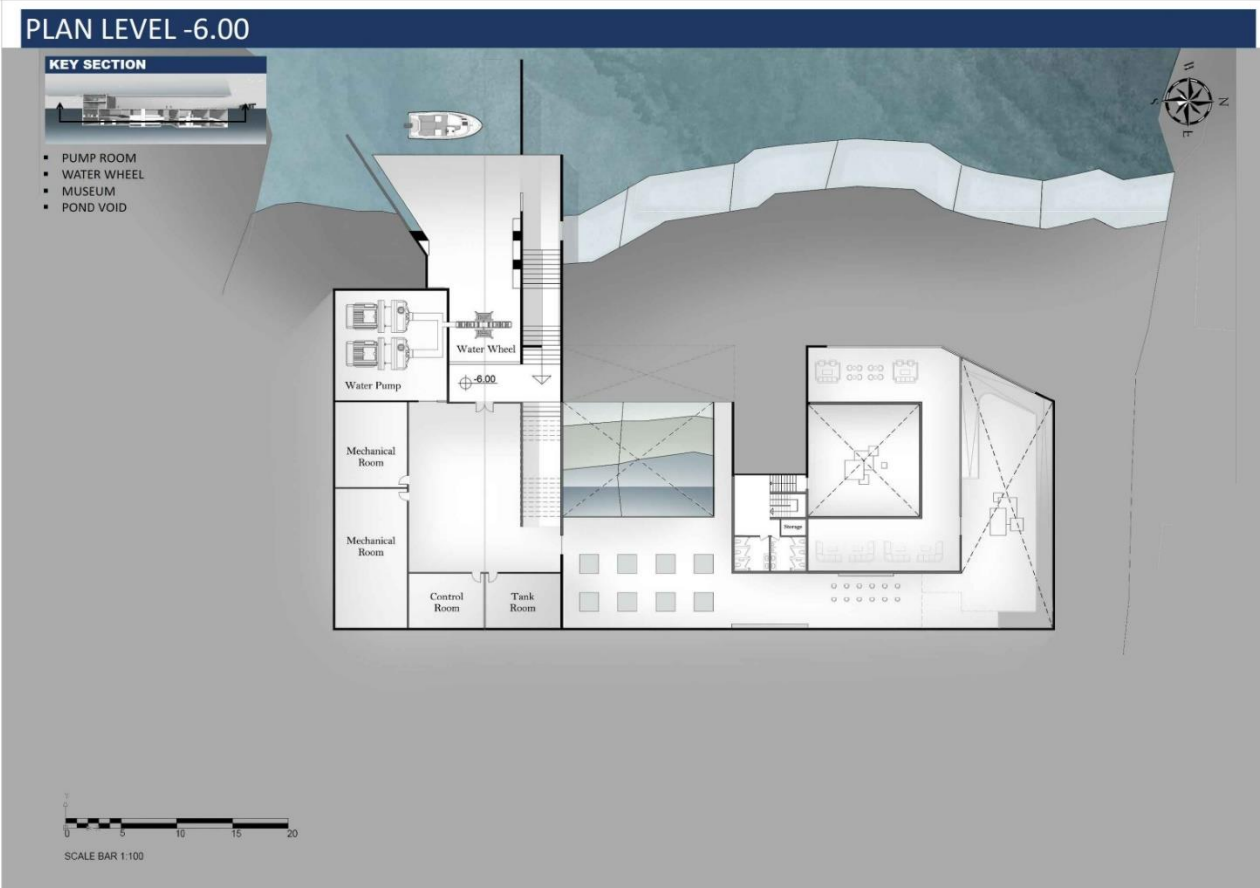 PLAN LEVEL -6.00
KEY SECTION
PUMP ROOM
WATER WHEEL
MUSEUM
POND VOID
N
S
E
Water Wheel
Water Pump
-6.00
Mechanical
Room
Mechanical
Room
Storage
Control
Room
Tank
Room
0 5 10 15 20
SCALE BAR 1:100